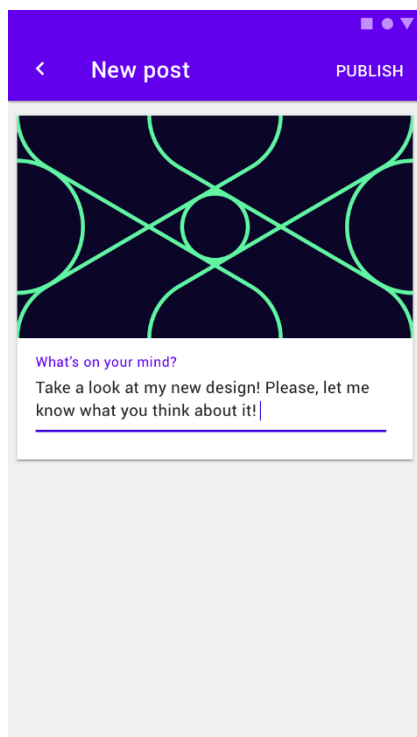 New post
PUBLISH
What's on your mind?
Take a look at my new design! Please, let me
know what you think about it!